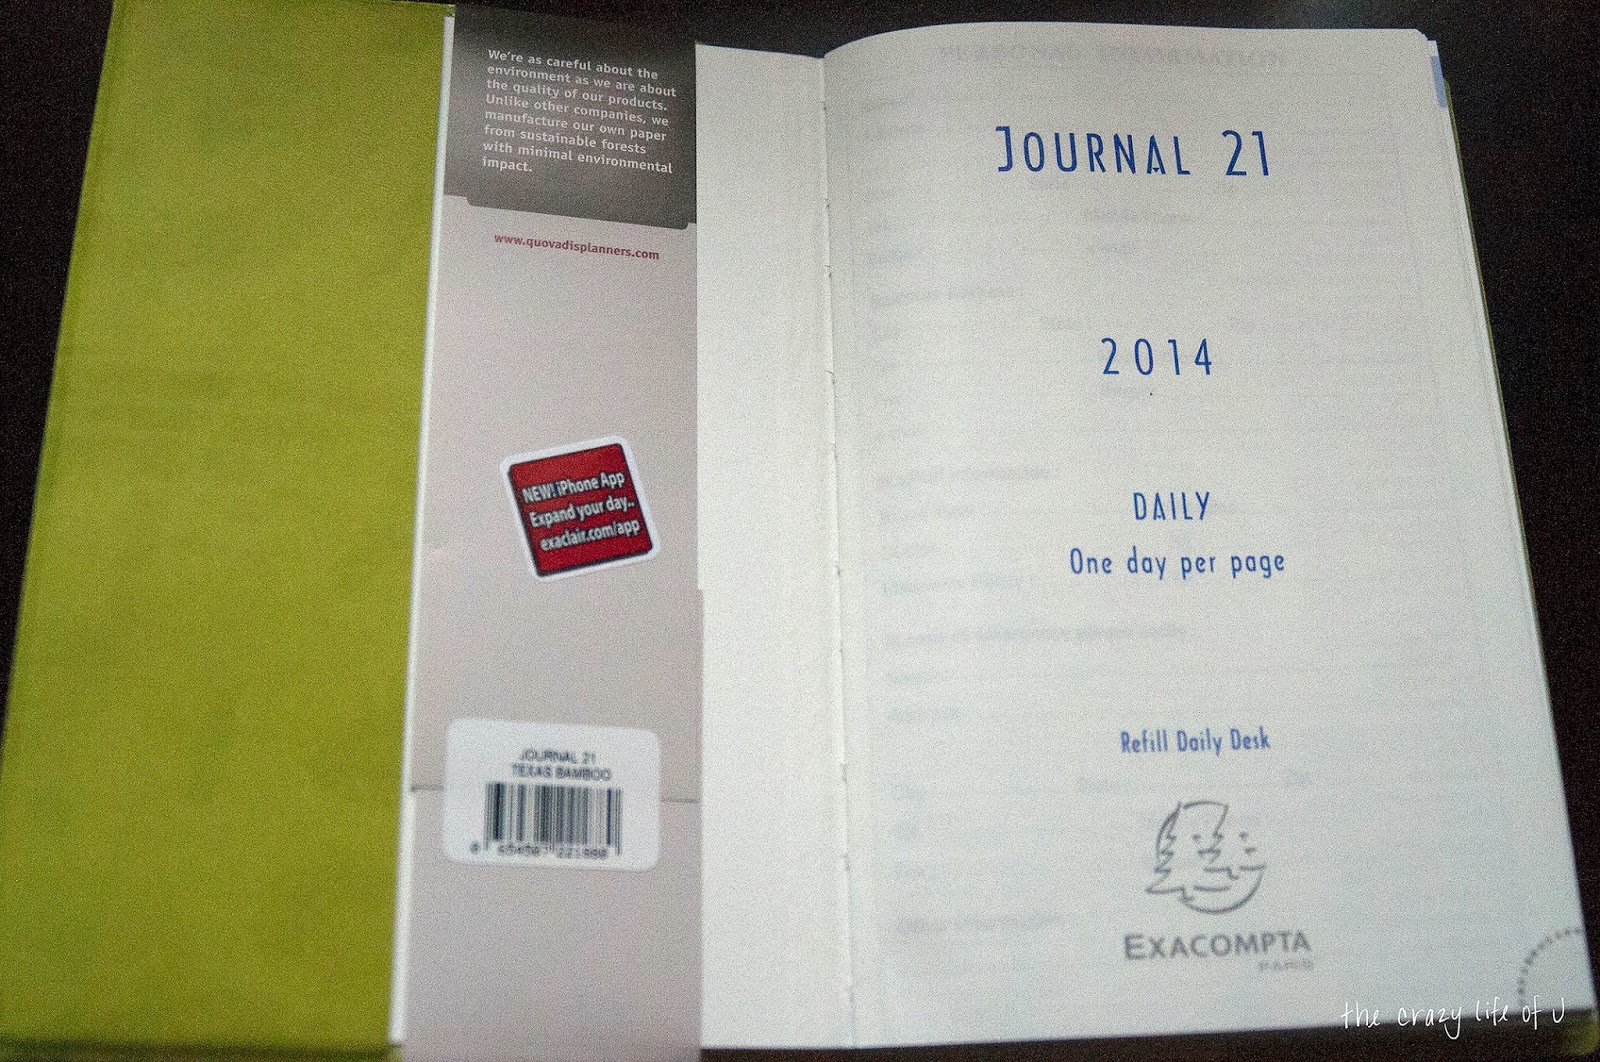 We're as careful about the
environment as we are about
the quality of our products.
Unlike other companies, we
manufacture our own paper
from sustainable forests
with minimal environmental
impact.
www.quovadisplanners.com
NEW! iPhone App
Expand your day..
exaclair.com/app
JOURNAL 21
TEXAS BAMBOO
JOURNAL 21
2014
DAILY
One day per page
Refill Daily Desk
EXACOMPTA
PARIS
the crazy life of J